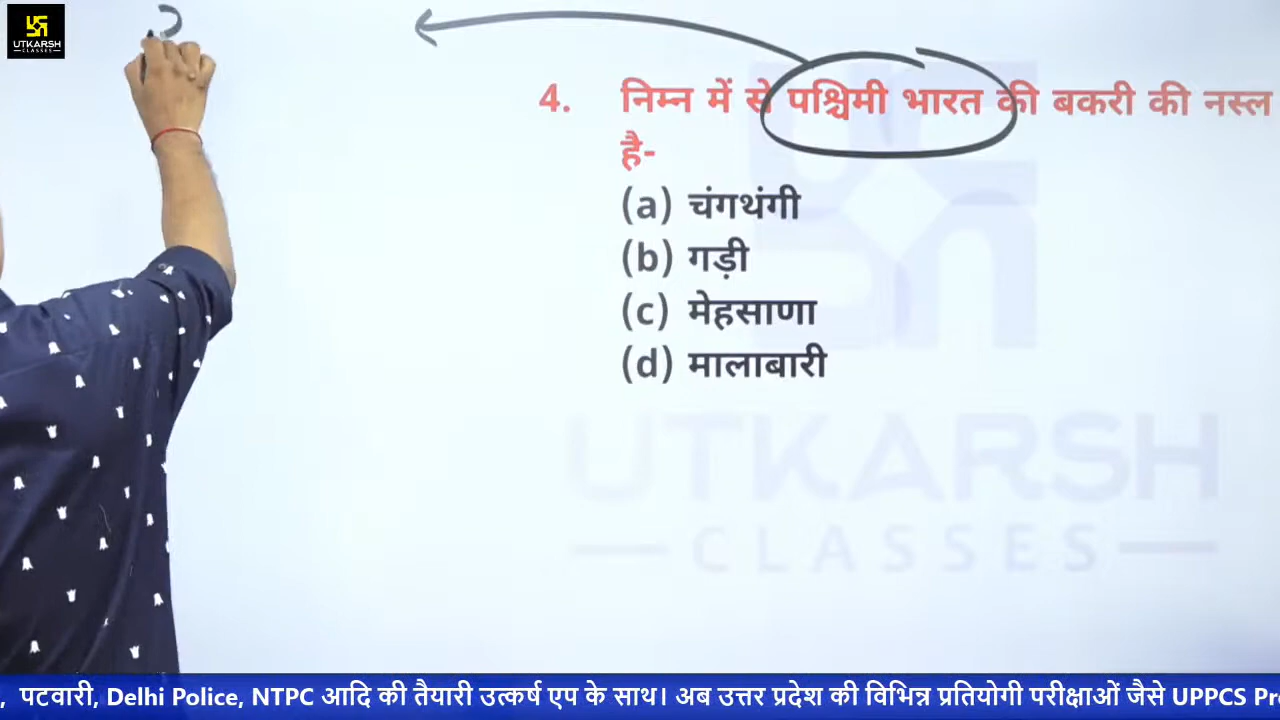 UTKARSH
CLASSES
2
4. निम्न में से पश्चिमी भारत की बकरी की नस्ल
है-
(a) चंगथंगी
(b) गड़ी
(c) मेहसाणा
(d) मालाबारी
UTKARSH
CLASSES
, पटवारी, Delhi Police, NTPC आदि की तैयारी उत्कर्ष एप के साथ। अब उत्तर प्रदेश की विभिन्न प्रतियोगी परीक्षाओं जैसे UPPCS Pr